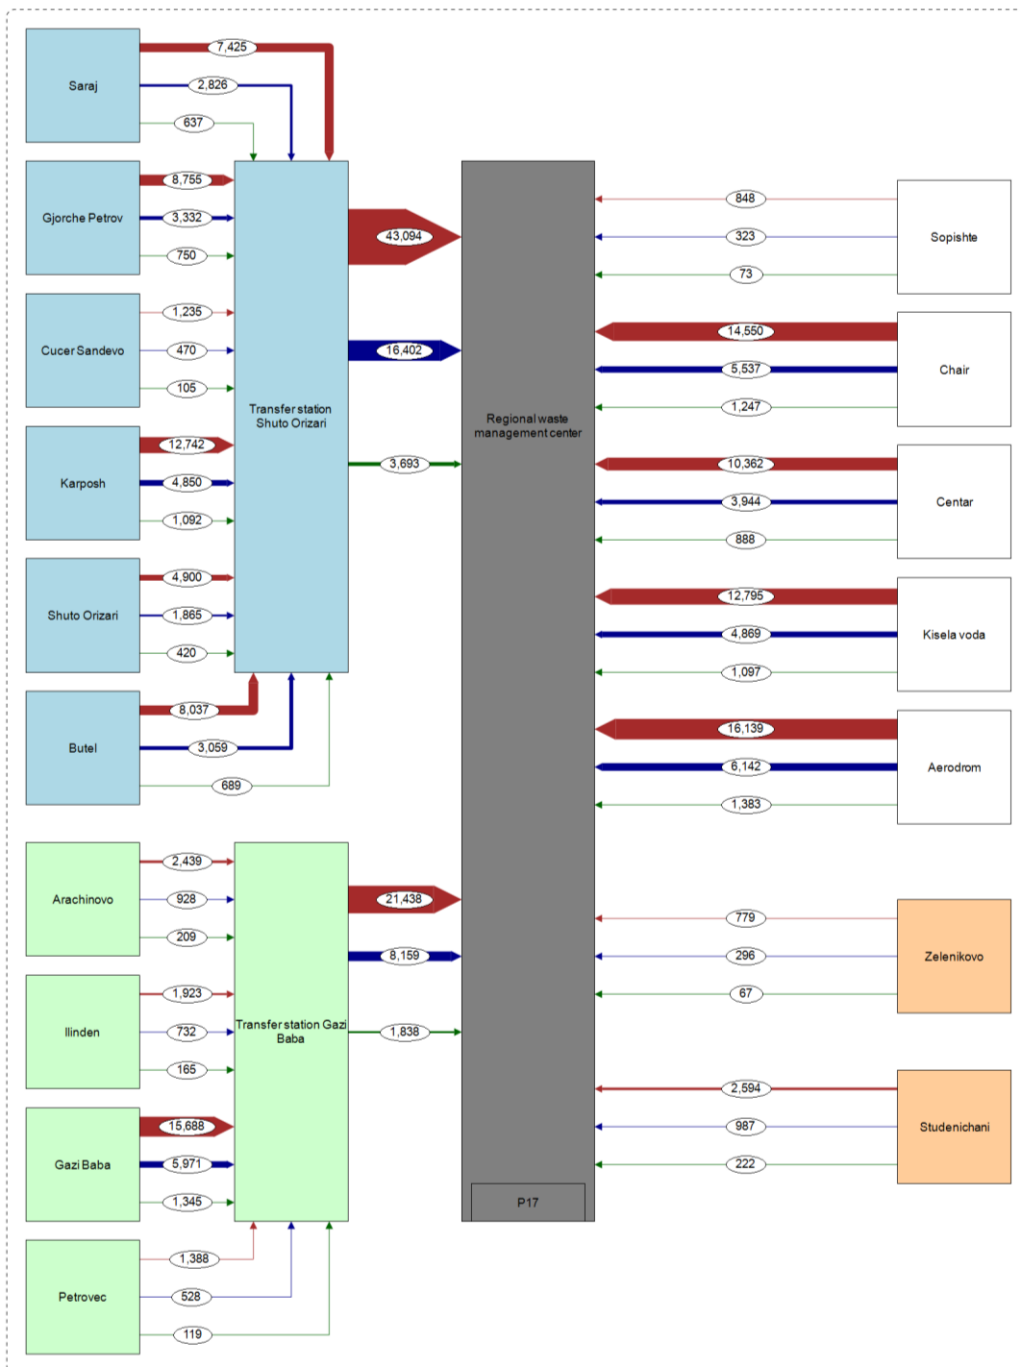 Saraj
7,425
2,826
637
Gjorche Petrov
8,755
3,332
750
Cucer Sandevo
1,235
470
105
Karposh
12,742
4,850
1,092
Shuto Orizari
4,900
1,865
420
Butel
8,037
3,059
689
Transfer station
Shuto Orizari
43,094
16,402
3,693
Arachinovo
2,439
928
209
Ilinden
1,923
732
165
Gazi Baba
15,688
5,971
1,345
Petrovec
1,388
528
119
Transfer station Gazi
Baba
21,438
8,159
1,838
Regional waste
management center
P17
848
323
73
Sopishte
14,550
5,537
1,247
Chair
10,362
3,944
888
Centar
12,795
4,869
1,097
Kisela voda
16,139
6,142
1,383
Aerodrom
779
296
67
Zelenikovo
2,594
987
222
Studenichani